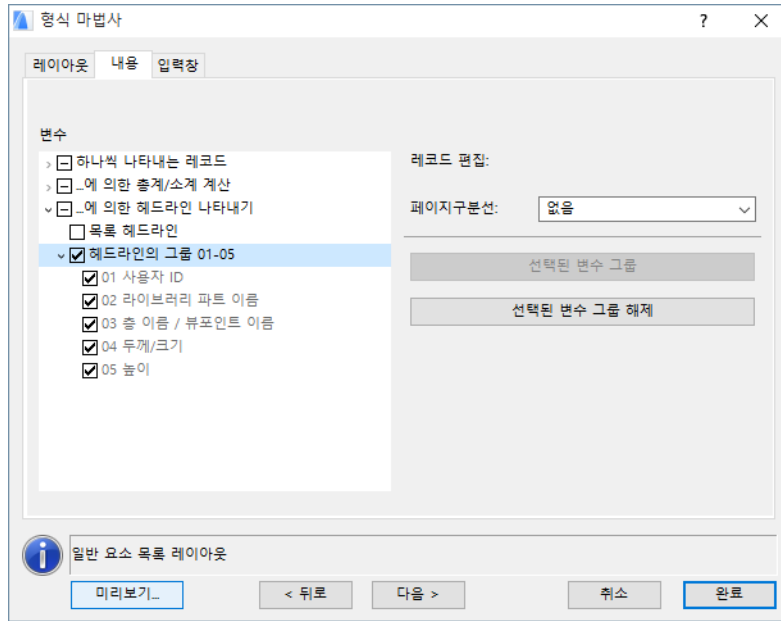 형식 마법사
레이아웃 내용 입력창
변수
하나씩 나타내는 레코드
...에 의한 총계/소계 계산
...에 의한 헤드라인 나타내기
목록 헤드라인
헤드라인의 그룹 01-05
01 사용자 ID
02 라이브러리 파트 이름
03 층 이름 / 뷰포인트 이름
04 두께/크기
05 높이
레코드 편집:
페이지구분선: 없음
선택된 변수 그룹
선택된 변수 그룹 해제
일반 요소 목록 레이아웃
미리보기... < 뒤로 다음 > 취소 완료